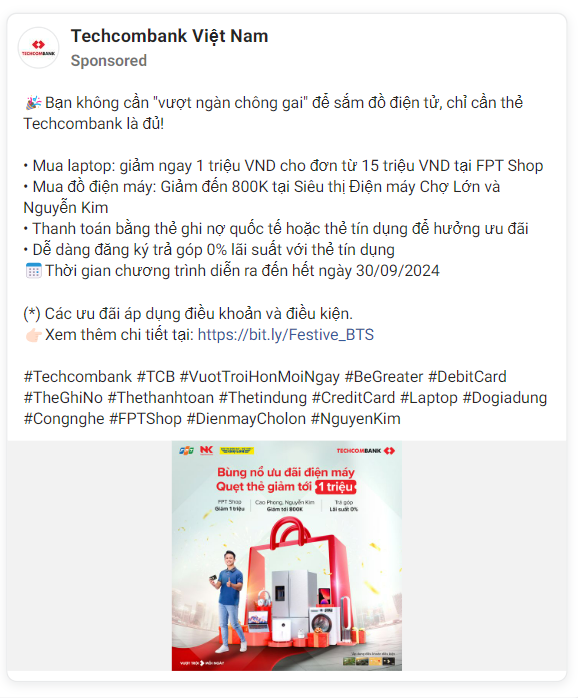 Techcombank Việt Nam
Sponsored
TECHCOMBANK
🎉 Bạn không cần "vượt ngàn chông gai" để sắm đồ điện tử, chỉ cần thẻ
Techcombank là đủ!
• Mua laptop: giảm ngay 1 triệu VND cho đơn từ 15 triệu VND tại FPT Shop
• Mua đồ điện máy: Giảm đến 800K tại Siêu thị Điện máy Chợ Lớn và
Nguyễn Kim
• Thanh toán bằng thẻ ghi nợ quốc tế hoặc thẻ tín dụng để hưởng ưu đãi
• Dễ dàng đăng ký trả góp 0% lãi suất với thẻ tín dụng
🗓️ Thời gian chương trình diễn ra đến hết ngày 30/09/2024
(*) Các ưu đãi áp dụng điều khoản và điều kiện.
👉🏻 Xem thêm chi tiết tại: https://bit.ly/Festive_BTS
#Techcombank #TCB #VuotTroiHonMoiNgay #BeGreater #DebitCard
#TheGhiNo #Thethanhtoan #Thetindung #CreditCard #Laptop #Dogiadung
#Congnghe #FPTShop #DienmayCholon #NguyenKim
FPT NK TECHCOMBANK
Bùng nổ ưu đãi điện máy
Quẹt thẻ giảm tới 1 triệu
FPT Shop
Giảm 1 triệu
Cao Phong, Nguyễn Kim
Giảm tới 800K
Trả góp
Lãi suất 0%
VƯỢT TRỘI MỖI NGÀY